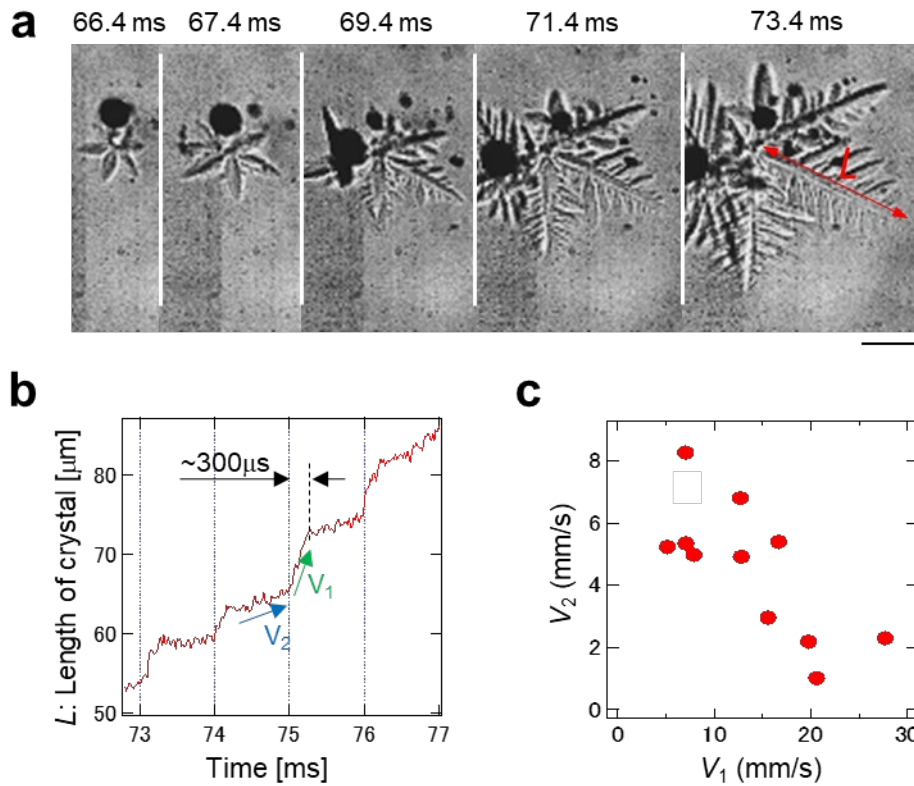 a
66.4 ms 67.4 ms 69.4 ms 71.4 ms 73.4 ms
L
b
L: Length of crystal [μm]
80
70
60
50
~300μs
V1
V2
73 74 75 76 77
Time [ms]
c
V2 (mm/s)
8
6
4
2
0
0 10 20 30
V1 (mm/s)